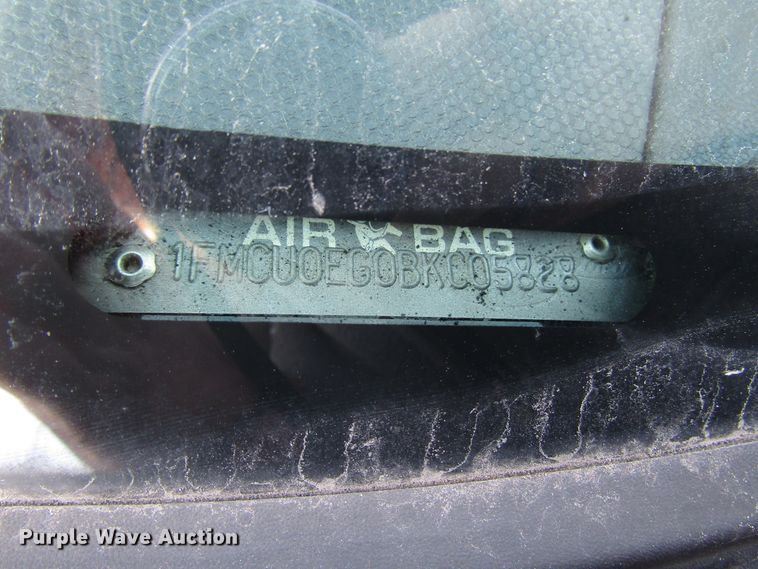 AIR BAG
1FMCU0EG0BKC05828
Purple Wave Auction